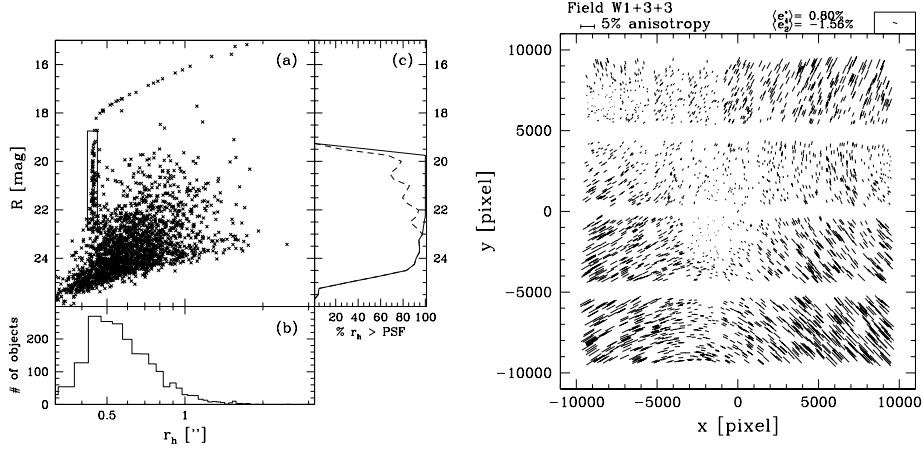 (a)
16
18
20
22
24
R [mag]
(c)
16
18
20
22
24
20 40 60 80 100
% r_h > PSF
(b)
200
100
0
# of objects
0.5 1
r_h [’’]
Field W1+3+3
5% anisotropy
⟨e*₁⟩= 0.80%
⟨e*₂⟩= −1.56%
10000
5000
0
−5000
−10000
y [pixel]
−10000 −5000 0 5000 10000
x [pixel]